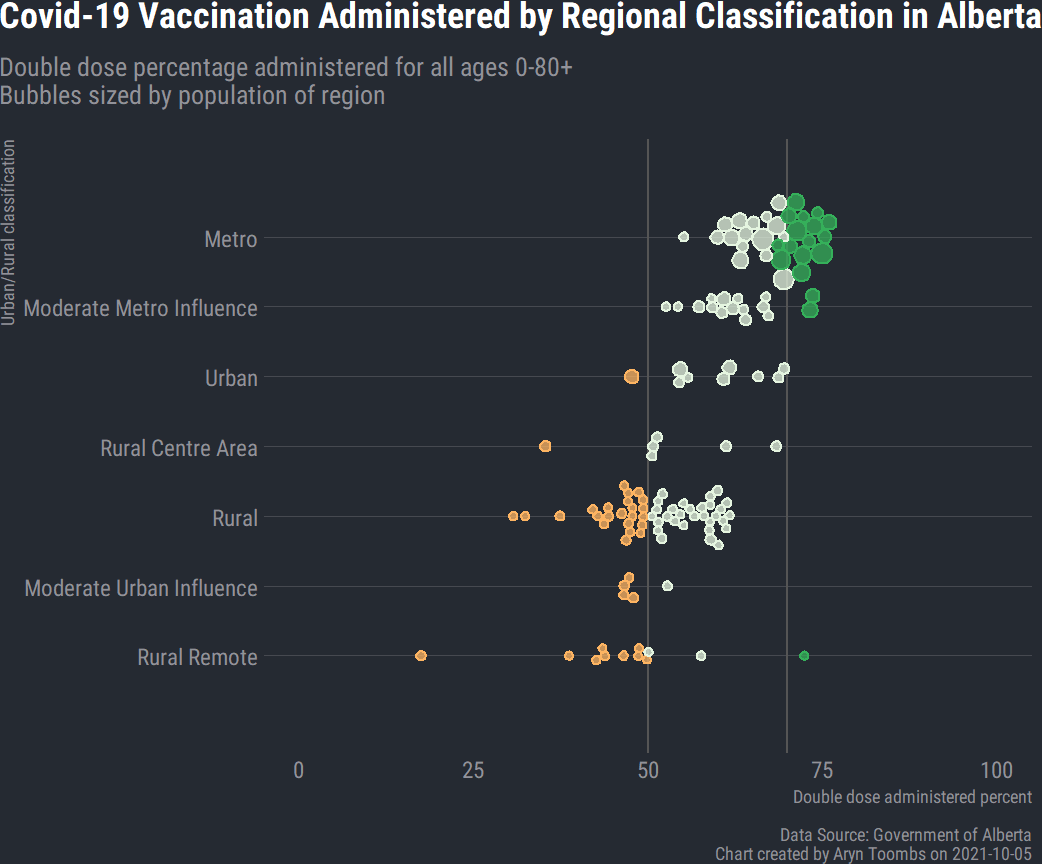 Covid-19 Vaccination Administered by Regional Classification in Alberta
Double dose percentage administered for all ages 0-80+
Bubbles sized by population of region
Urban/Rural classification
Metro
Moderate Metro Influence
Urban
Rural Centre Area
Rural
Moderate Urban Influence
Rural Remote
0 25 50 75 100
Double dose administered percent
Data Source: Government of Alberta
Chart created by Aryn Toombs on 2021-10-05